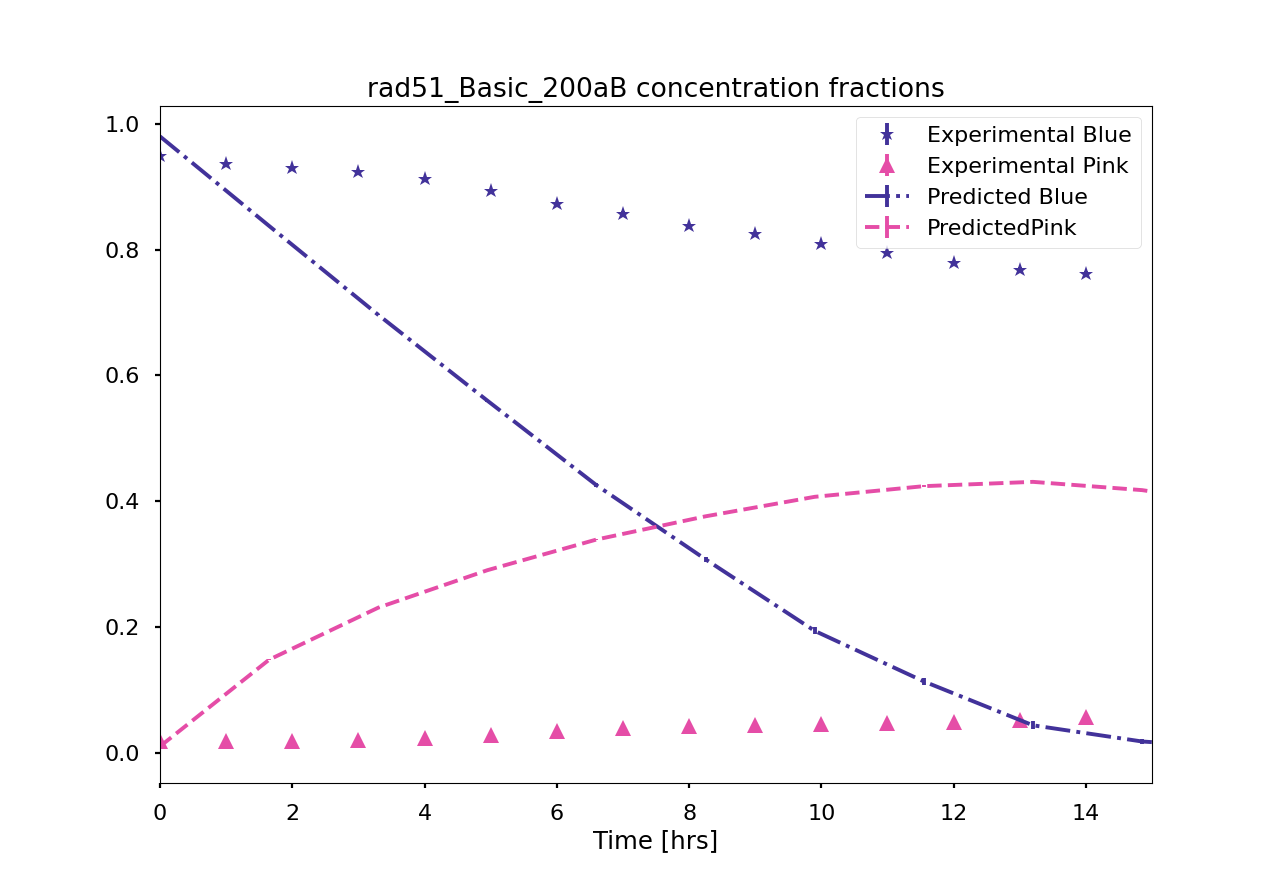 rad51_Basic_200aB concentration fractions
Experimental Blue
Experimental Pink
Predicted Blue
PredictedPink
1.0
0.8
0.6
0.4
0.2
0.0
0 2 4 6 8 10 12 14
Time [hrs]